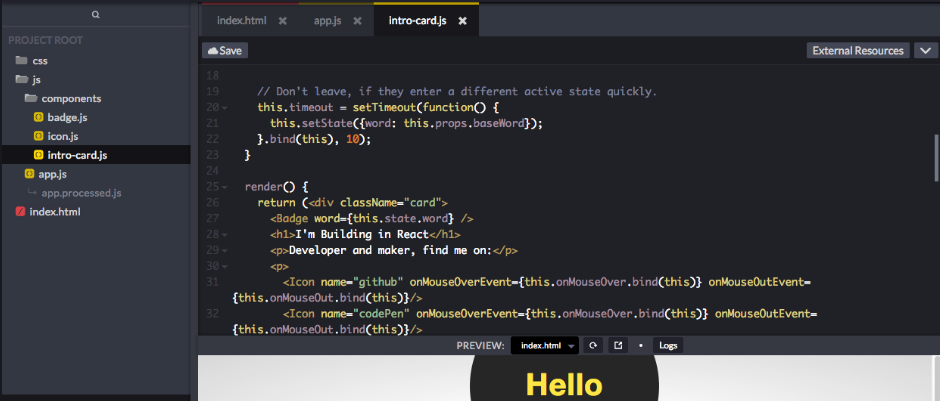 index.html
app.js
intro-card.js
Save
External Resources
PROJECT ROOT
css
js
components
badge.js
icon.js
intro-card.js
app.js
app.processed.js
index.html
18
19 // Don't leave, if they enter a different active state quickly.
20 this.timeout = setTimeout(function() {
21 this.setState({word: this.props.baseWord});
22 }.bind(this), 10);
23 }
24
25 render() {
26 return (<div className="card">
27 <Badge word={this.state.word} />
28 <h1>I'm Building in React</h1>
29 <p>Developer and maker, find me on:</p>
30 <p>
31 <Icon name="github" onMouseOverEvent={this.onMouseOver.bind(this)} onMouseOutEvent=
{this.onMouseOut.bind(this)}/>
32 <Icon name="codePen" onMouseOverEvent={this.onMouseOver.bind(this)} onMouseOutEvent=
{this.onMouseOut.bind(this)}/>
PREVIEW: index.html Logs
Hello